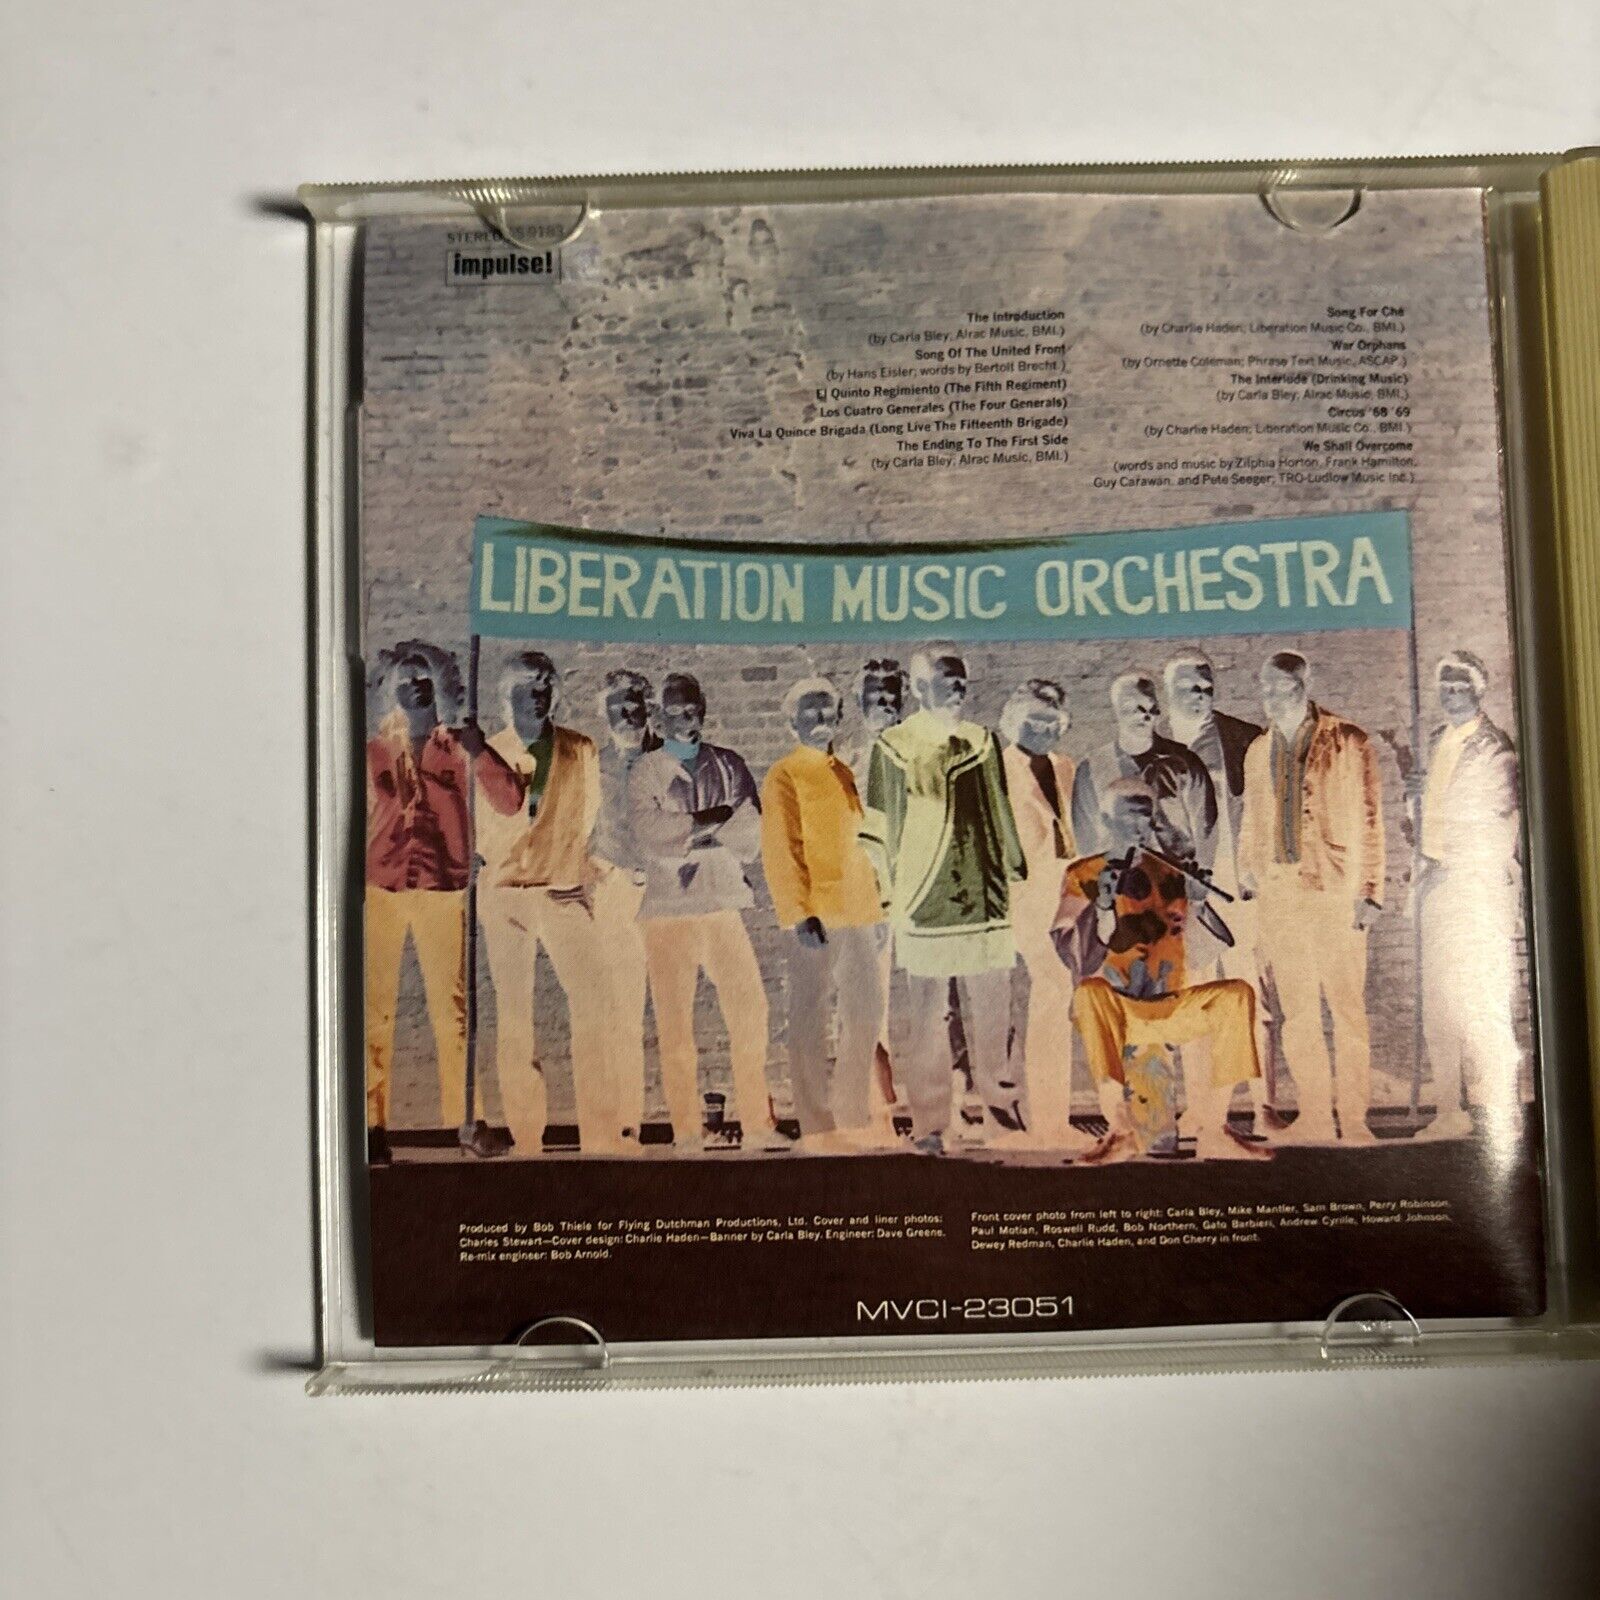 STEREO AS-9183
impulse!
The Introduction
(by Carla Bley; Alrac Music, BMI.)
Song Of The United Front
(by Hans Eisler; words by Bertolt Brecht.)
El Quinto Regimiento (The Fifth Regiment)
Los Cuatro Generales (The Four Generals)
Viva La Quince Brigada (Long Live The Fifteenth Brigade)
The Ending To The First Side
(by Carla Bley; Alrac Music, BMI.)
Song For Ché
(by Charlie Haden; Liberation Music Co., BMI.)
War Orphans
(by Ornette Coleman; Phrase Text Music, ASCAP.)
The Interlude (Drinking Music)
(by Carla Bley; Alrac Music, BMI.)
Circus '68 '69
(by Charlie Haden; Liberation Music Co., BMI.)
We Shall Overcome
(words and music by Zilphia Horton, Frank Hamilton,
Guy Carawan, and Pete Seeger; TRO-Ludlow Music Inc.)
LIBERATION MUSIC ORCHESTRA
Produced by Bob Thiele for Flying Dutchman Productions, Ltd. Cover and liner photos:
Charles Stewart—Cover design: Charlie Haden—Banner by Carla Bley. Engineer: Dave Greene.
Re-mix engineer: Bob Arnold.
Front cover photo from left to right: Carla Bley, Mike Mantler, Sam Brown, Perry Robinson,
Paul Motian, Roswell Rudd, Bob Northern, Gato Barbieri, Andrew Cyrille, Howard Johnson,
Dewey Redman, Charlie Haden, and Don Cherry in front.
MVCI-23051